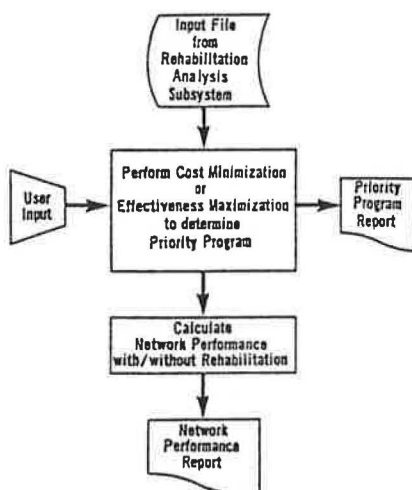 Input File
from
Rehabilitation
Analysis
Subsystem
User
Input
Perform Cost Minimization
or
Effectiveness Maximization
to determine
Priority Program
Priority
Program
Report
Calculate
Network Performance
with/without Rehabilitation
Network
Performance
Report